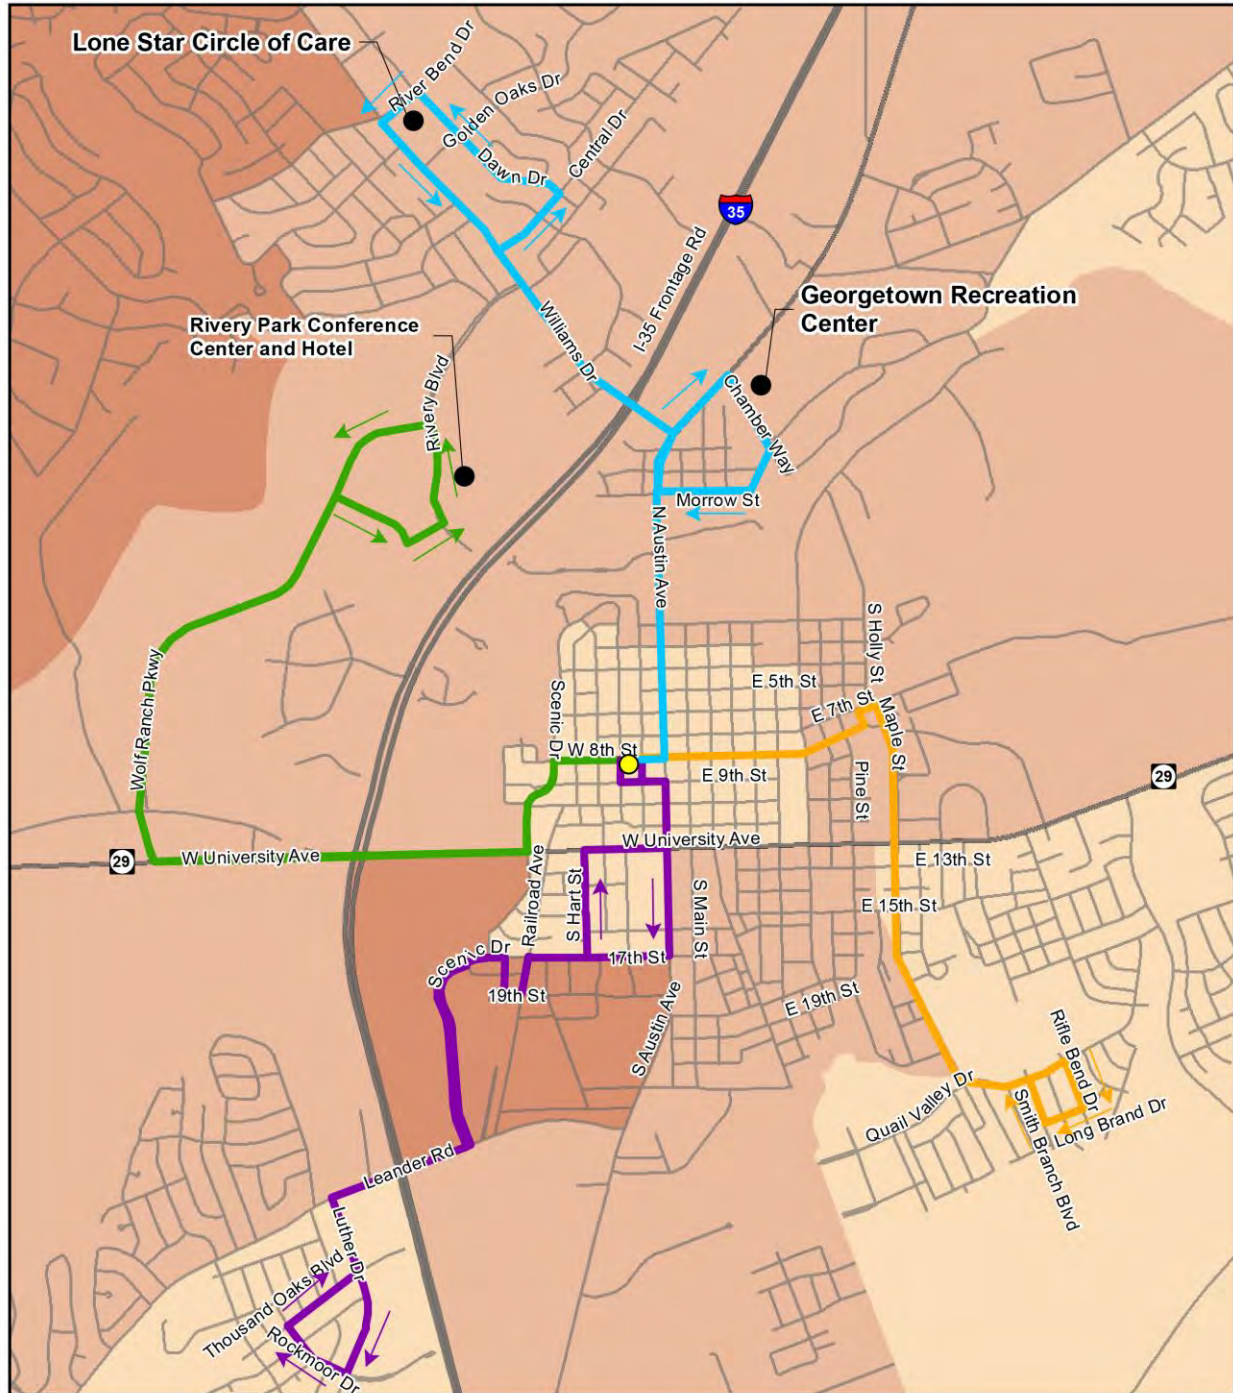 Lone Star Circle of Care
River Bend Dr
Golden Oaks Dr
Dawn Dr
Central Dr
35
I-35 Frontage Rd
Georgetown Recreation
Center
Rivery Park Conference
Center and Hotel
Williams Dr
Rivery Blvd
Chamber Way
Morrow St
N Austin Ave
S Holly St
Wolf Ranch Pkwy
Scenic Dr
E 5th St
E 7th St
Maple St
W 8th St
E 9th St
Pine St
29
29
W University Ave
W University Ave
E 13th St
Railroad Ave
S Hart St
S Main St
E 15th St
Scenic Dr
17th St
19th St
E 19th St
S Austin Ave
Rifle Bend Dr
Quail Valley Dr
Smith Branch Blvd
Long Brand Dr
Leander Rd
Luther Dr
Thousand Oaks Blvd
Rockmoor Dr